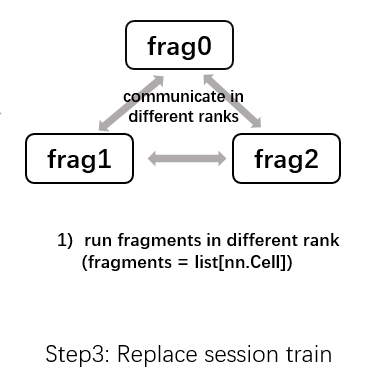 frag0
communicate in
different ranks
frag1
frag2
1) run fragments in different rank
(fragments = list[nn.Cell])
Step3: Replace session train